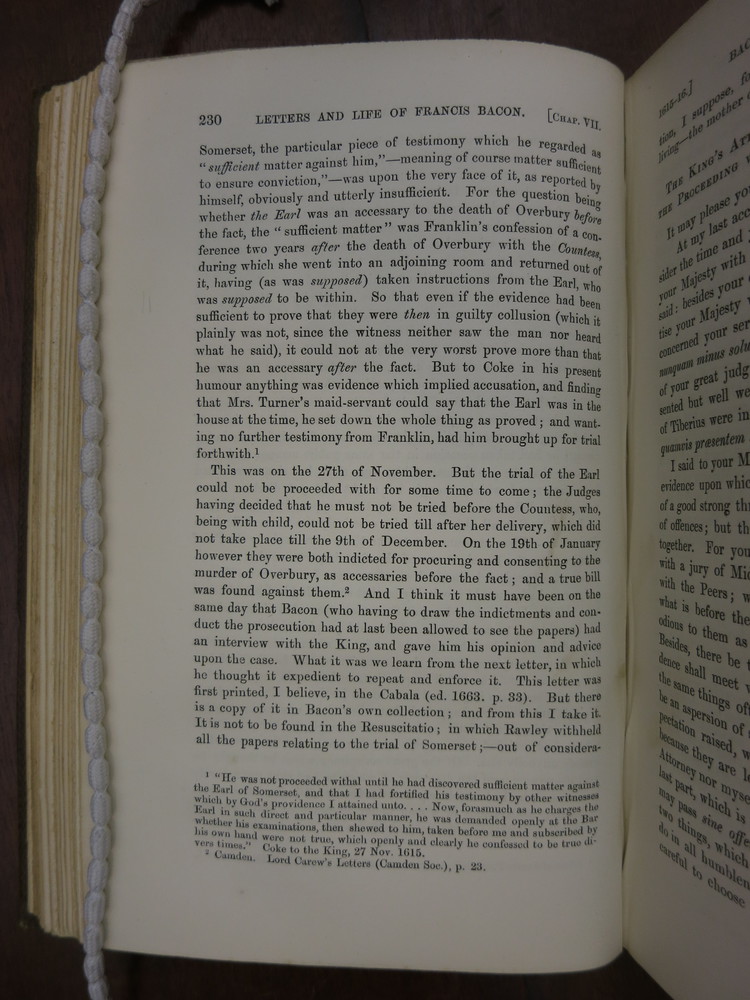 230 LETTERS AND LIFE OF FRANCIS BACON. [CHAP. VII.
Somerset, the particular piece of testimony which he regarded as
"sufficient matter against him,"—meaning of course matter sufficient
to ensure conviction,"—was upon the very face of it, as reported by
himself, obviously and utterly insufficient. For the question being
whether the Earl was an accessary to the death of Overbury before
the fact, the "sufficient matter" was Franklin's confession of a con-
ference two years after the death of Overbury with the Countess,
during which she went into an adjoining room and returned out of
it, having (as was supposed) taken instructions from the Earl, who
was supposed to be within. So that even if the evidence had been
sufficient to prove that they were then in guilty collusion (which it
plainly was not, since the witness neither saw the man nor heard
what he said), it could not at the very worst prove more than that
he was an accessary after the fact. But to Coke in his present
humour anything was evidence which implied accusation, and finding
that Mrs. Turner's maid-servant could say that the Earl was in the
house at the time, he set down the whole thing as proved; and want-
ing no further testimony from Franklin, had him brought up for trial
forthwith.¹
This was on the 27th of November. But the trial of the Earl
could not be proceeded with for some time to come; the Judges
having decided that he must not be tried before the Countess, who,
being with child, could not be tried till after her delivery, which did
not take place till the 9th of December. On the 19th of January
however they were both indicted for procuring and consenting to the
murder of Overbury, as accessaries before the fact; and a true bill
was found against them.² And I think it must have been on the
same day that Bacon (who having to draw the indictments and con-
duct the prosecution had at last been allowed to see the papers) had
an interview with the King, and gave him his opinion and advice
upon the case. What it was we learn from the next letter, in which
he thought it expedient to repeat and enforce it. This letter was
first printed, I believe, in the Cabala (ed. 1663. p. 33). But there
is a copy of it in Bacon's own collection; and from this I take it.
It is not to be found in the Resuscitatio; in which Rawley withheld
all the papers relating to the trial of Somerset;—out of considera-
¹ "He was not proceeded withal until he had discovered sufficient matter against
the Earl of Somerset, and that I had fortified his testimony by other witnesses
which by God's providence I attained unto. . . . Now, forasmuch as he charges the
Earl in such direct and particular manner, he was demanded openly at the Bar
whether his examinations, then shewed to him, taken before me and subscribed by
his own hand were not true, which openly and clearly he confessed to be true di-
vers times." Coke to the King, 27 Nov. 1615.
² Camden. Lord Carew's Letters (Camden Soc.), p. 23.
1615-16.]
tion, I suppose, fo
living—the mother
THE KING'S
THE PROCEEDING
It may please yo
At my last acc
sider the time and
your Majesty with
said: besides your
tise your Majesty
concerned your ser
nunquam minus solu
of your great judg
sented but well we
of Tiberius were in
quamvis præsentem
I said to your M
evidence upon whic
of a good strong th
of offences; but th
together. For you
with a jury of Mid
with the Peers; w
what is before the
odious to them as
Besides, there be t
dence shall meet
the same things oft
be an aspersion of
pectation raised, w
because they are l
Attorney nor myse
last part, which is
may pass sine offe
two things, which
do in all humblen
careful to choose